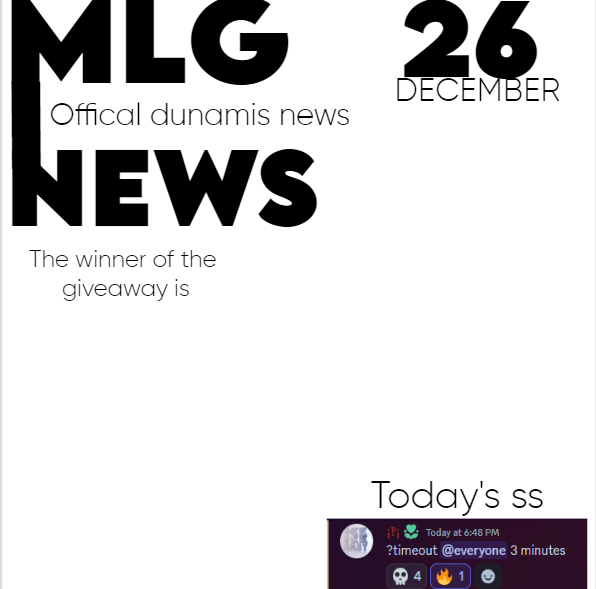 MLG
Offical dunamis news
NEWS
26
DECEMBER
The winner of the
giveaway is
Today's ss
Today at 6:48 PM
?timeout @everyone 3 minutes
4
1